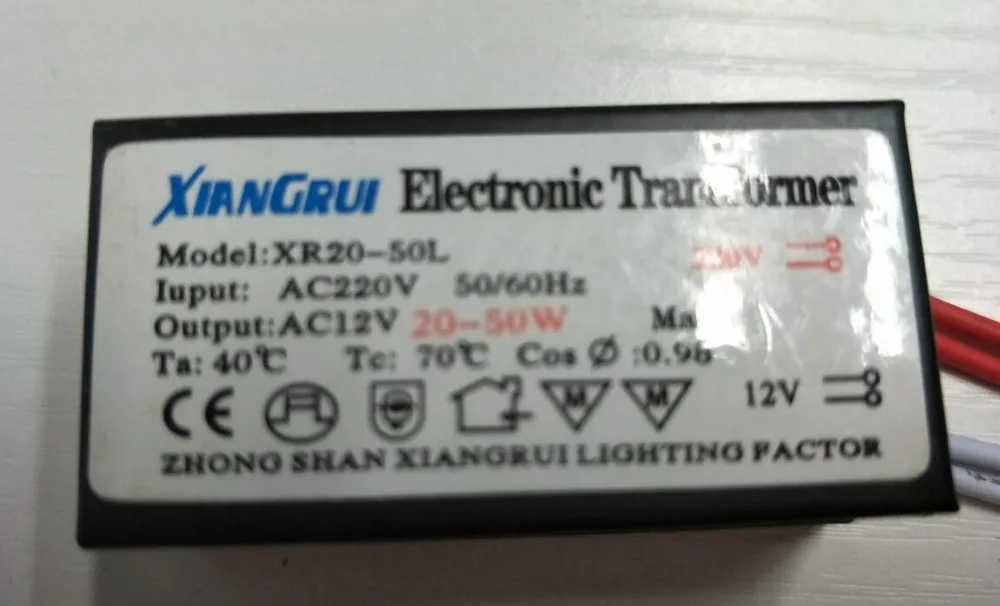 XIANGRUI Electronic Transformer
Model:XR20-50L
220V
Iuput: AC220V 50/60Hz
Output:AC12V 20-50W
Ta: 40℃ Tc: 70℃ Cos Ø :0.98
CE M M 12V
ZHONG SHAN XIANGRUI LIGHTING FACTOR